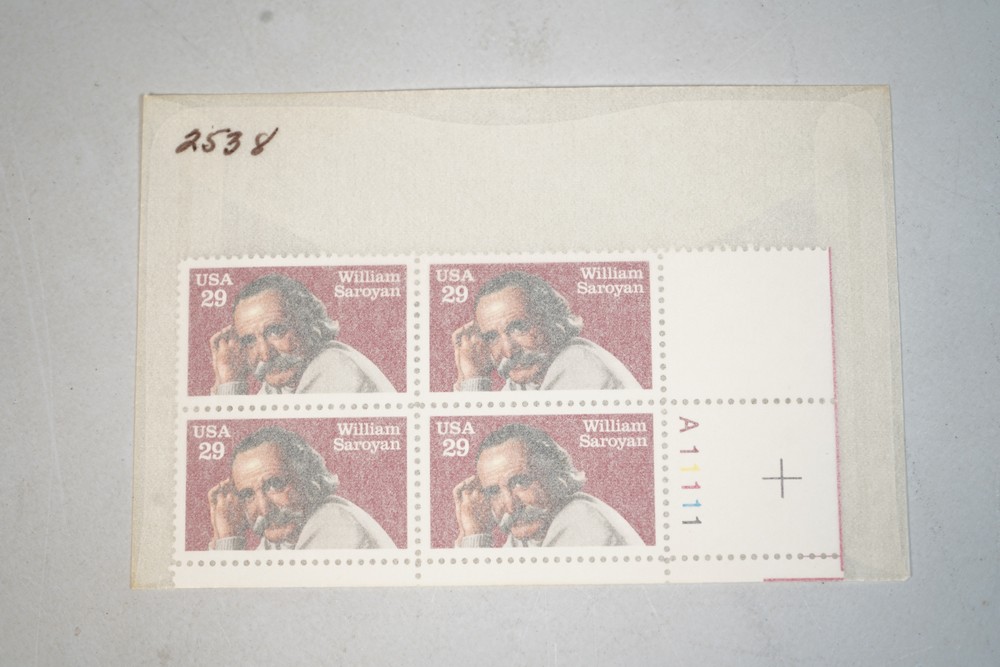 2538
USA
29
William
Saroyan
USA
29
William
Saroyan
USA
29
William
Saroyan
USA
29
William
Saroyan
A11111